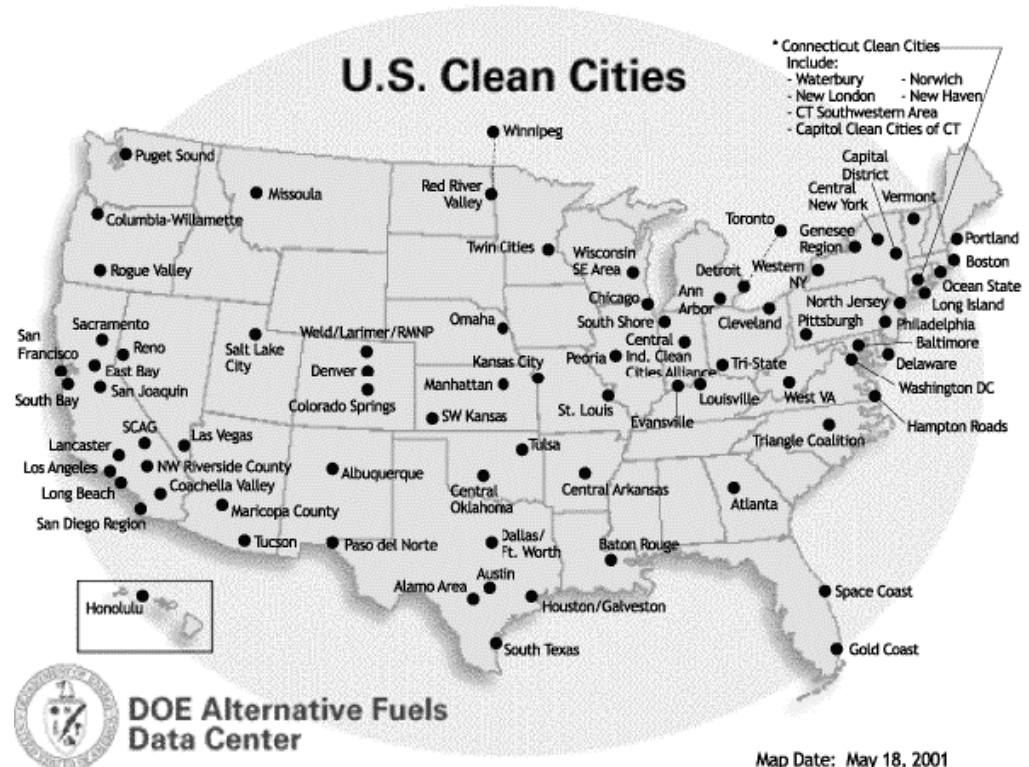 U.S. Clean Cities
* Connecticut Clean Cities
Include:
- Waterbury - Norwich
- New London - New Haven
- CT Southwestern Area
- Capitol Clean Cities of CT
Winnipeg
Puget Sound
Missoula
Red River
Valley
Columbia-Willamette
Rogue Valley
Twin Cities
Wisconsin
SE Area
Toronto
Central
New York
Capital
District
Vermont
Genesee
Region
Western
NY
Portland
Boston
Ocean State
Long Island
Detroit
Ann
Arbor
Chicago
South Shore
Cleveland
North Jersey
Pittsburgh
Philadelphia
Baltimore
Delaware
Washington DC
Hampton Roads
San
Francisco
Sacramento
Reno
East Bay
San Joaquin
South Bay
Salt Lake
City
Weld/Larimer/RMNP
Denver
Colorado Springs
Omaha
Kansas City
Manhattan
SW Kansas
Peoria
Central
Ind. Clean
Cities Alliance
Tri-State
St. Louis
Evansville
Louisville
West VA
Triangle Coalition
SCAG
Las Vegas
Lancaster
Los Angeles
NW Riverside County
Long Beach
Coachella Valley
San Diego Region
Maricopa County
Tucson
Albuquerque
Paso del Norte
Tulsa
Central
Oklahoma
Central Arkansas
Atlanta
Dallas/
Ft. Worth
Baton Rouge
Austin
Alamo Area
Houston/Galveston
South Texas
Space Coast
Gold Coast
Honolulu
DOE Alternative Fuels
Data Center
Map Date: May 18, 2001